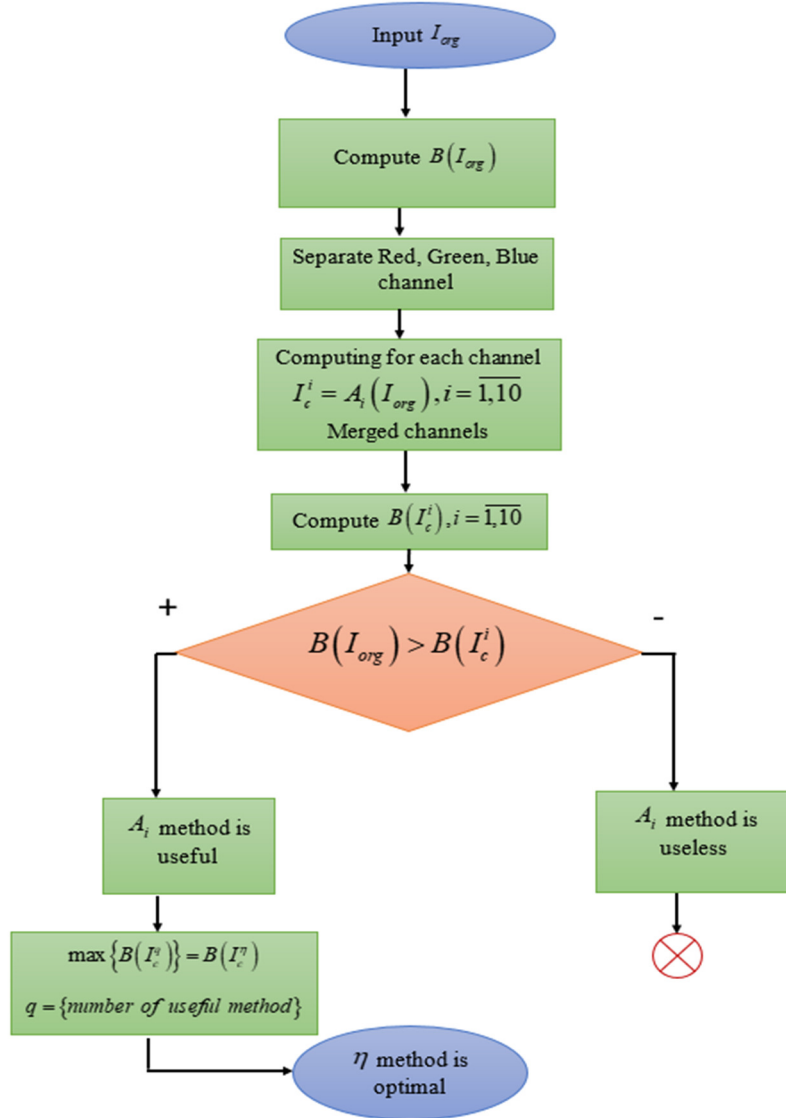 Input I_org
Compute B(I_org)
Separate Red, Green, Blue
channel
Computing for each channel
I_c^i = A_i(I_org), i = \overline{1,10}
Merged channels
Compute B(I_c^i), i = \overline{1,10}
+
-
B(I_org) > B(I_c^i)
A_i method is
useful
A_i method is
useless
max{B(I_c^q)} = B(I_c^η)
q = {number of useful method}
η method is
optimal